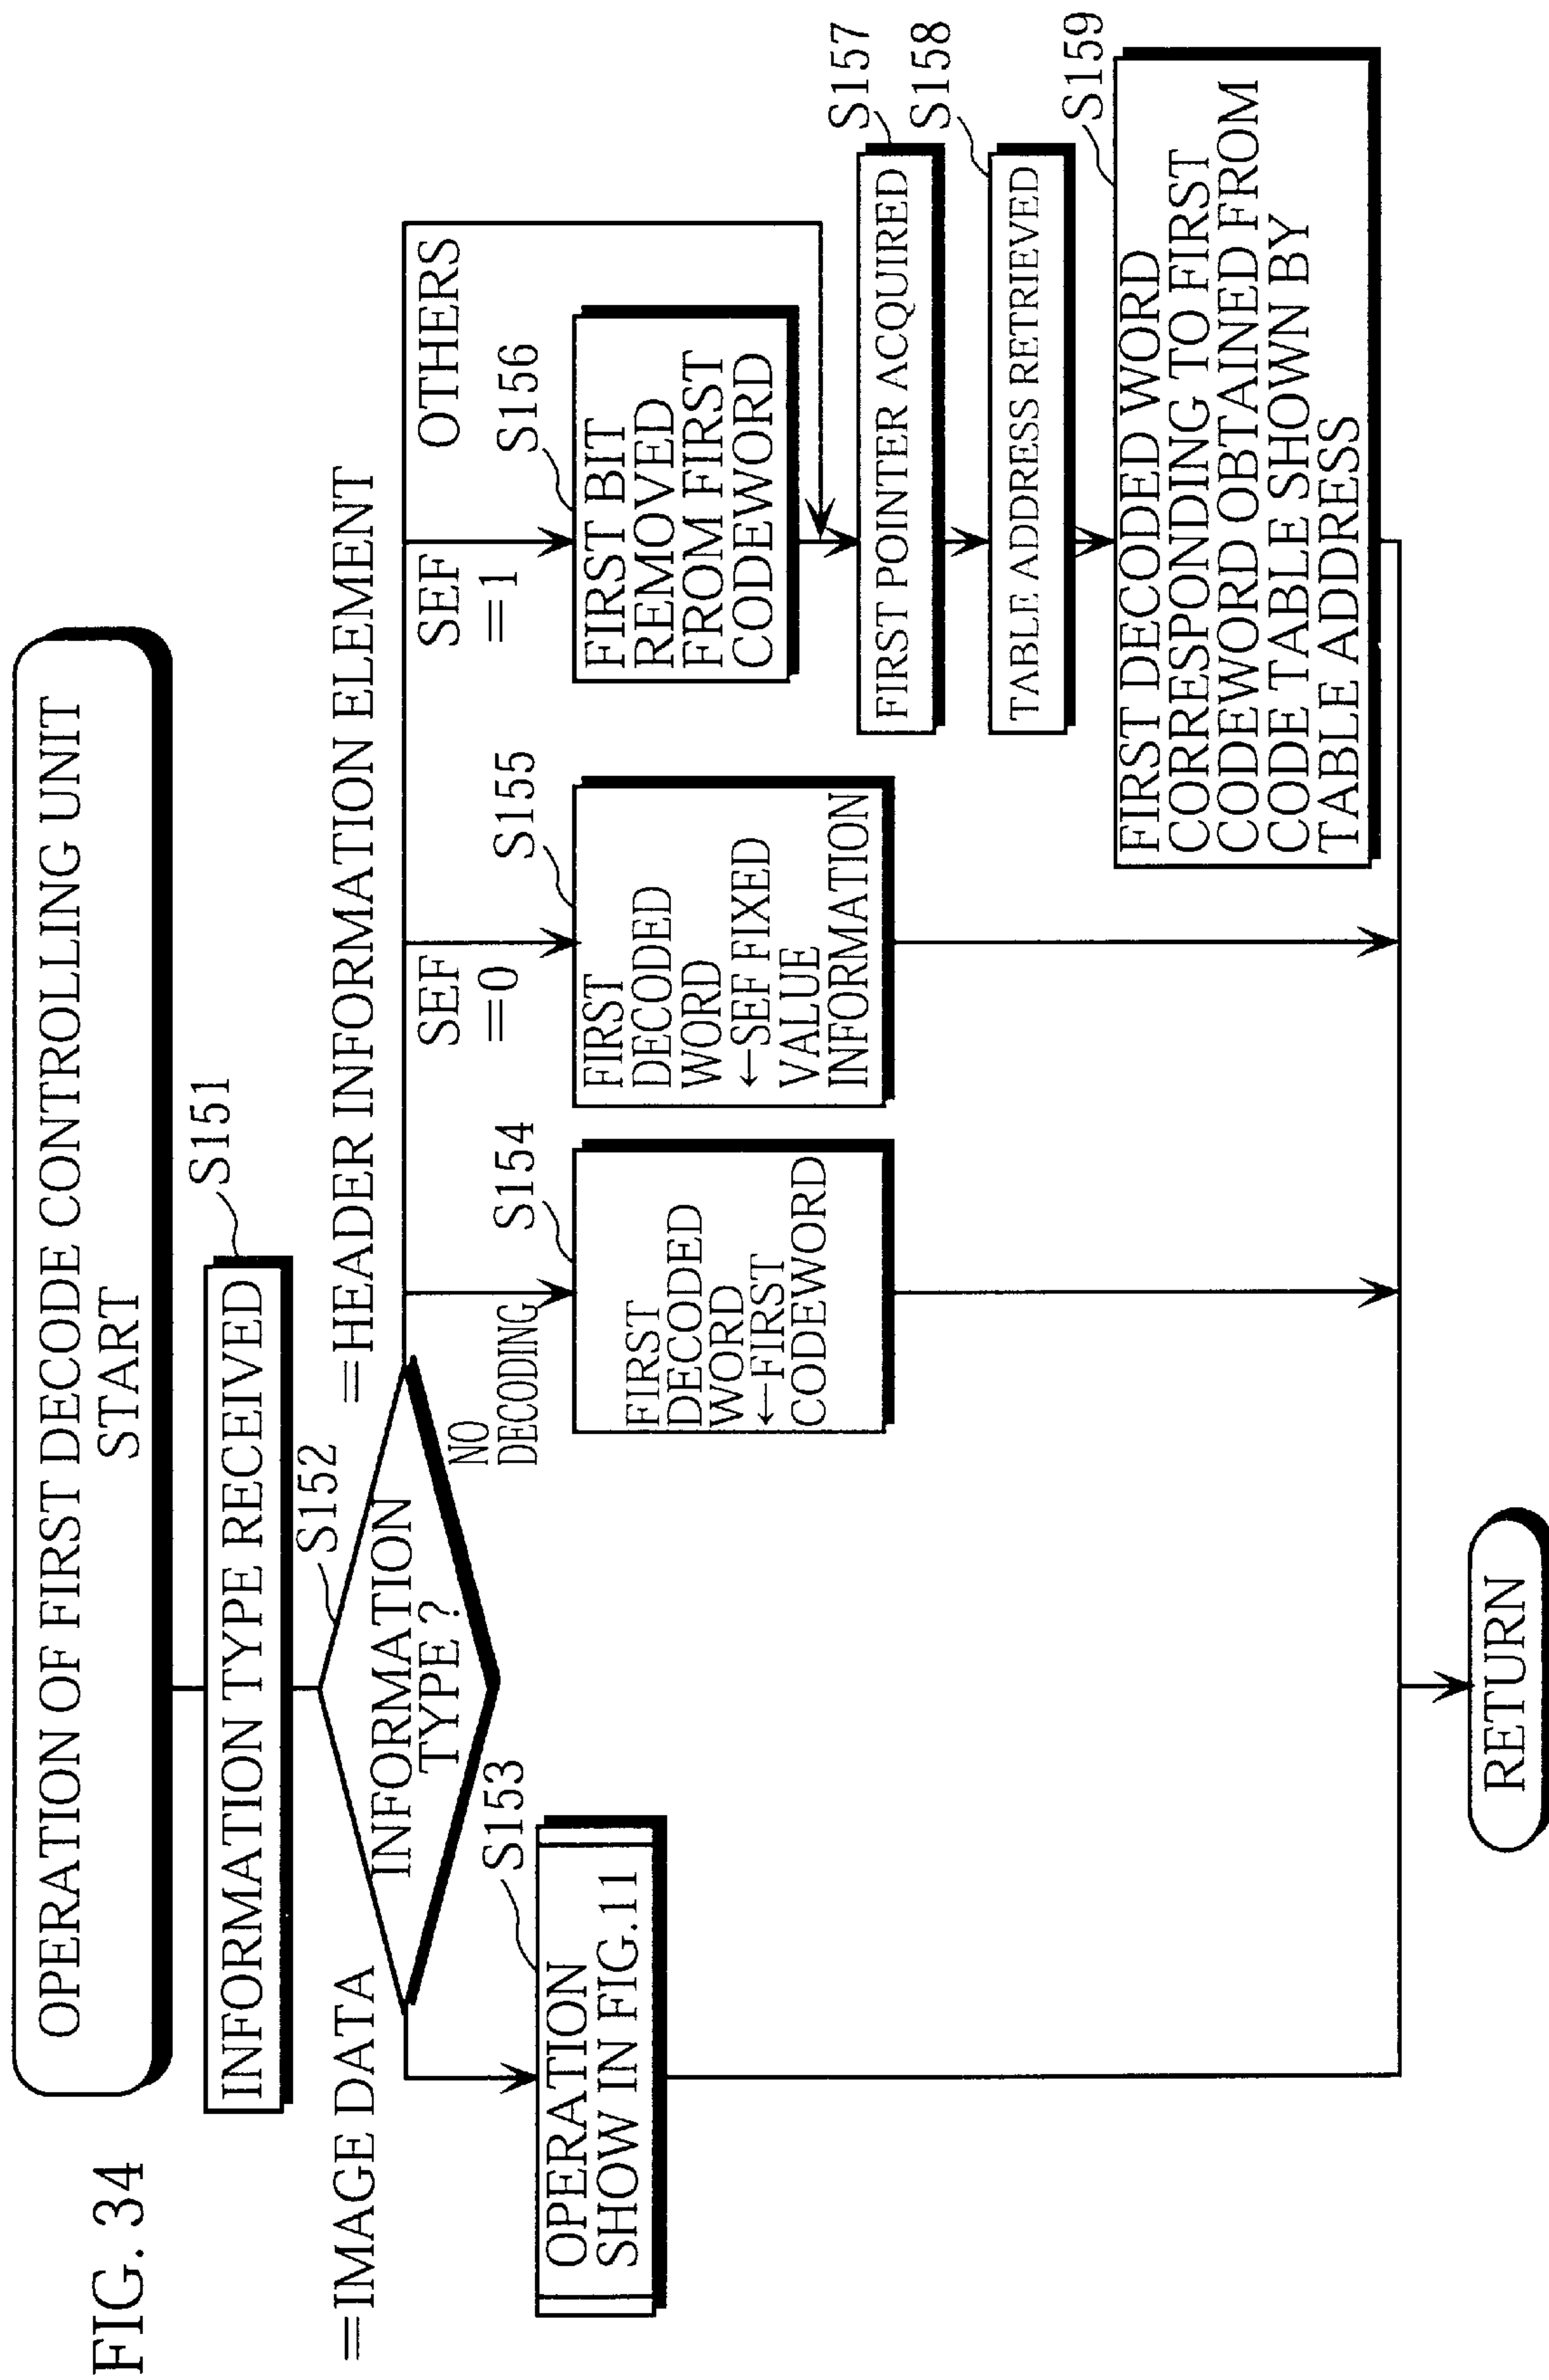 FIG. 34
OPERATION OF FIRST DECODE CONTROLLING UNIT
START
S151
INFORMATION TYPE RECEIVED
S152
INFORMATION
TYPE ?
=IMAGE DATA
=HEADER INFORMATION ELEMENT
S153
OPERATION
SHOW IN FIG.11
NO
DECODING
S154
FIRST
DECODED
WORD
←FIRST
CODEWORD
SEF
=0
S155
FIRST
DECODED
WORD
←SEF FIXED
VALUE
INFORMATION
SEF
=1
S156
FIRST BIT
REMOVED
FROM FIRST
CODEWORD
OTHERS
S157
FIRST POINTER ACQUIRED
S158
TABLE ADDRESS RETRIEVED
S159
FIRST DECODED WORD
CORRESPONDING TO FIRST
CODEWORD OBTAINED FROM
CODE TABLE SHOWN BY
TABLE ADDRESS
RETURN